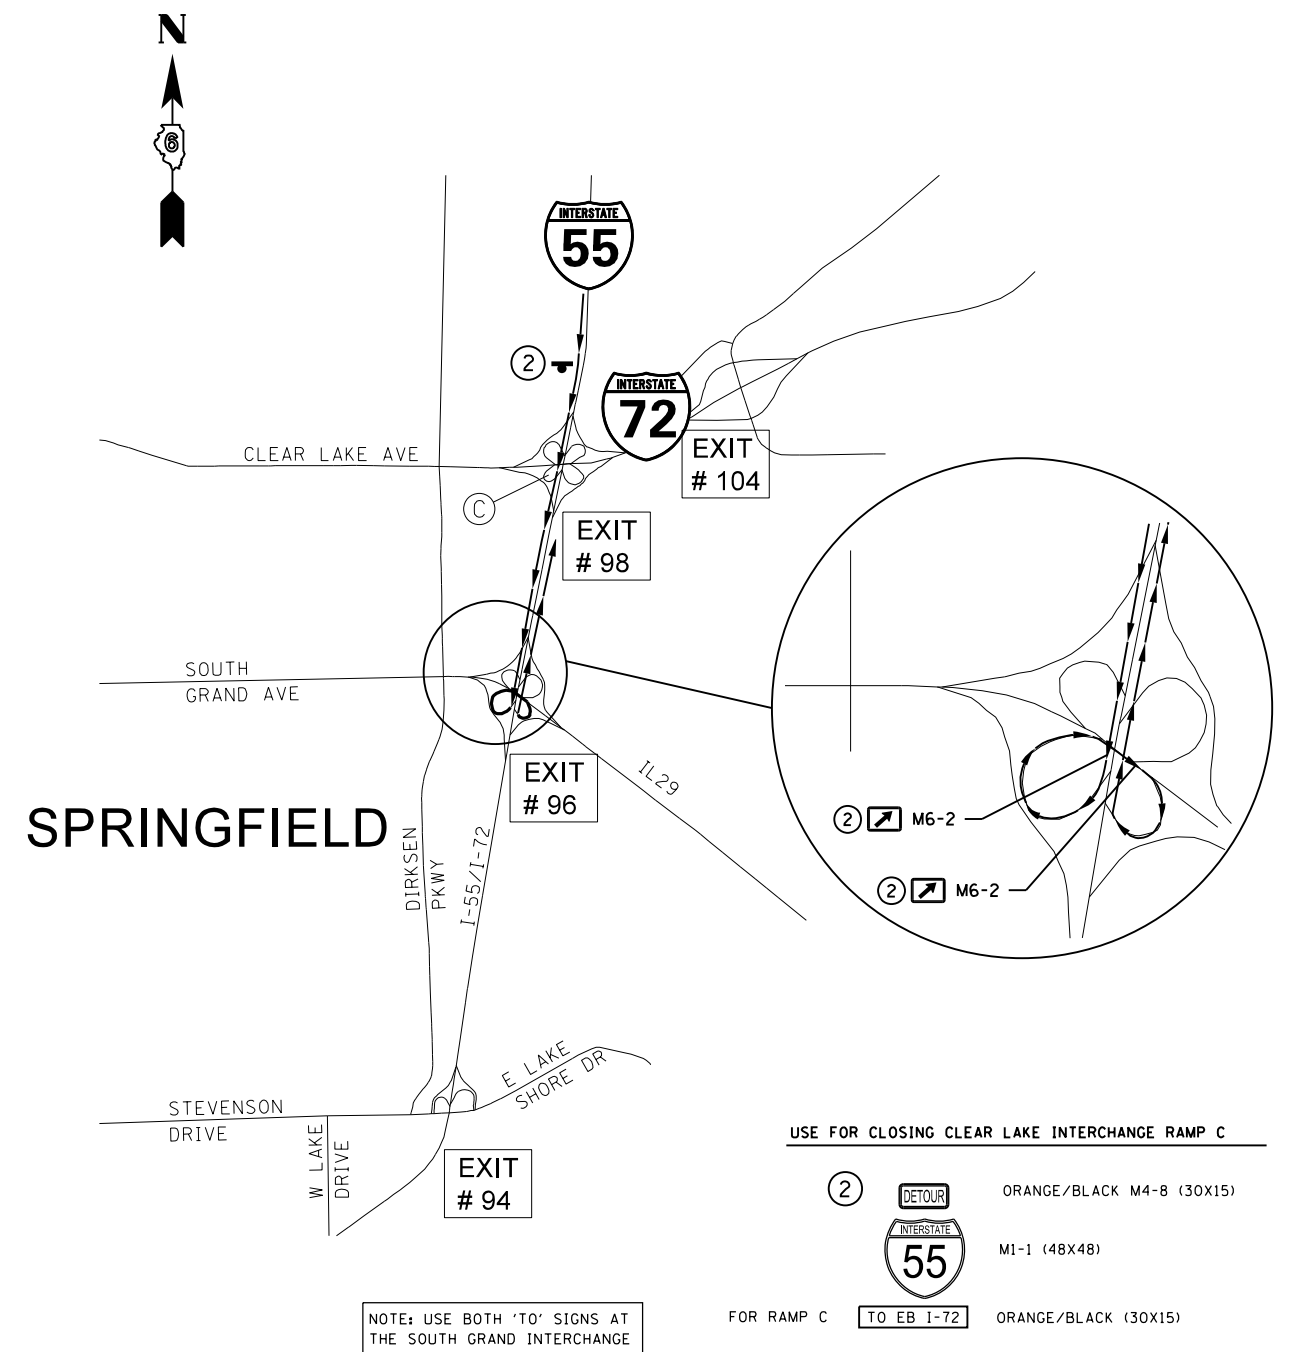 N
6
INTERSTATE
55
2
INTERSTATE
72
EXIT
# 104
CLEAR LAKE AVE
C
EXIT
# 98
SOUTH
GRAND AVE
EXIT
# 96
IL29
SPRINGFIELD
DIRKSEN
PKWY
I-55/I-72
2 M6-2
2 M6-2
E LAKE
SHORE DR
STEVENSON
DRIVE
W LAKE
DRIVE
EXIT
# 94
USE FOR CLOSING CLEAR LAKE INTERCHANGE RAMP C
2 DETOUR ORANGE/BLACK M4-8 (30X15)
INTERSTATE
55 M1-1 (48X48)
FOR RAMP C TO EB I-72 ORANGE/BLACK (30X15)
NOTE: USE BOTH 'TO' SIGNS AT
THE SOUTH GRAND INTERCHANGE